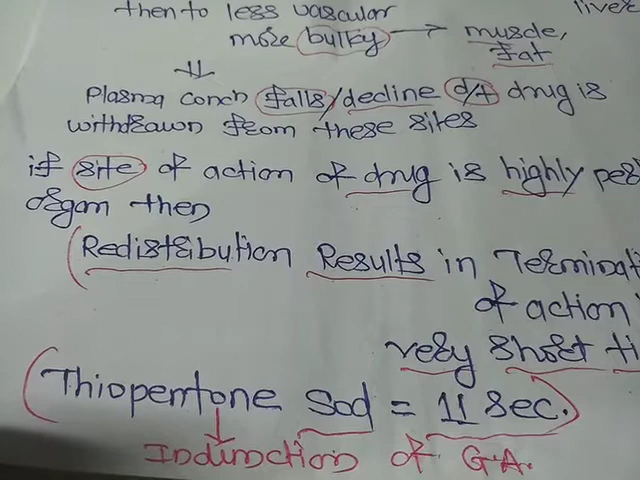 then to less vascular
more bulky → muscle,
fat
Plasma concn falls/decline d/t drug is
withdrawn from these sites
if site of action of drug is highly
organ then
(Redistribution Results in
of action
very short
(Thiopentone Sod = 11 sec.)
of G.A.